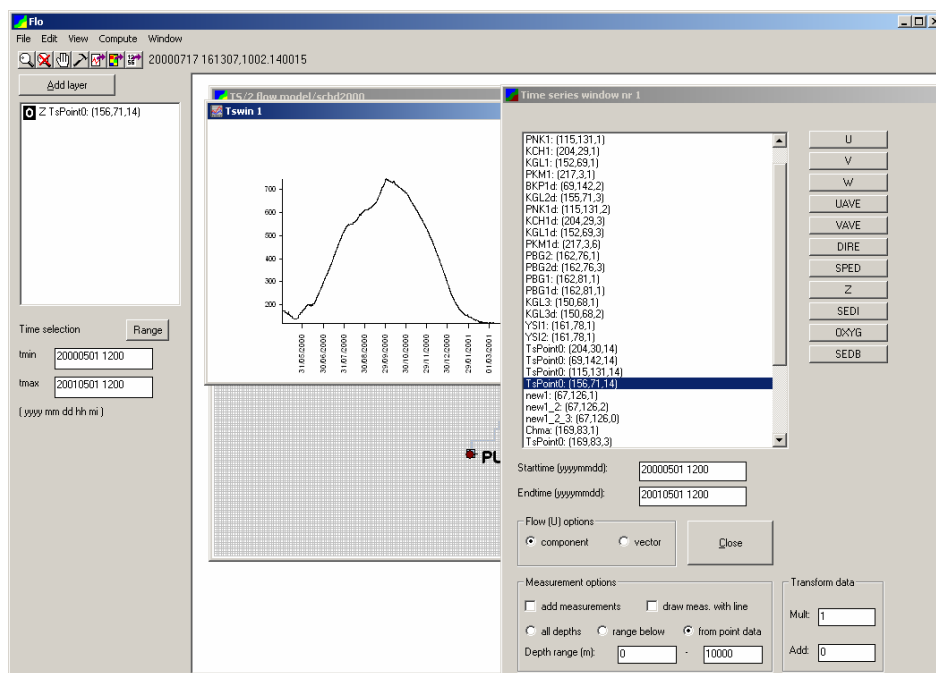 Flo
File Edit View Compute Window
20000717 161307,1002.140015
Add layer
0 Z TsPoint0: (156,71,14)
Time selection Range
tmin 20000501 1200
tmax 20010501 1200
( yyyy mm dd hh mi )
TS/2 flow model/scbd2000
Tswin 1
700
600
500
400
300
200
31/05/2000
30/06/2000
31/07/2000
30/08/2000
29/09/2000
30/10/2000
29/11/2000
30/12/2000
29/01/2001
01/03/2001
PL
Time series window nr 1
PNK1: (115,131,1)
KCH1: (204,29,1)
KGL1: (152,69,1)
PKM1: (217,3,1)
BKP1d: (69,142,2)
KGL2d: (155,71,3)
PNK1d: (115,131,2)
KCH1d: (204,29,3)
KGL1d: (152,69,3)
PKM1d: (217,3,6)
PBG2: (162,76,1)
PBG2d: (162,76,3)
PBG1: (162,81,1)
PBG1d: (162,81,1)
KGL3: (150,68,1)
KGL3d: (150,68,2)
YSI1: (161,78,1)
YSI2: (161,78,1)
TsPoint0: (204,30,14)
TsPoint0: (69,142,14)
TsPoint0: (115,131,14)
TsPoint0: (156,71,14)
new1: (67,126,1)
new1_2: (67,126,2)
new1_2_3: (67,126,0)
Chma: (169,83,1)
TsPoint0: (169,83,3)
U
V
W
UAVE
VAVE
DIRE
SPED
Z
SEDI
OXYG
SEDB
Starttime (yyyymmdd): 20000501 1200
Endtime (yyyymmdd): 20010501 1200
Flow (U) options
component vector
Close
Measurement options
add measurements draw meas. with line
all depths range below from point data
Depth range (m): 0 - 10000
Transform data
Mult: 1
Add: 0